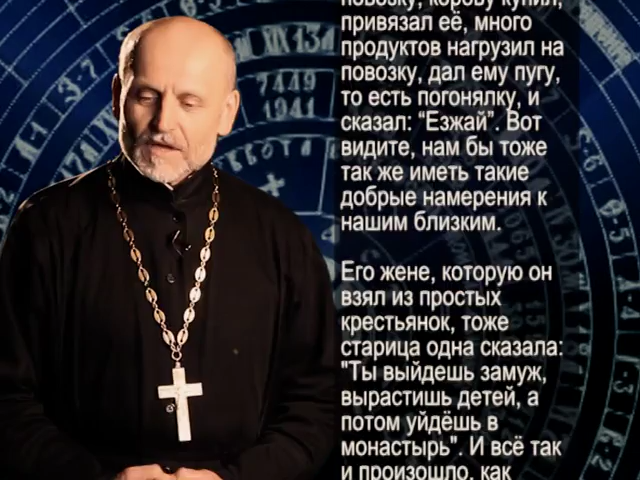 повозку, корову купил,
привязал её, много
продуктов нагрузил на
повозку, дал ему пугу,
то есть погонялку, и
сказал: “Езжай”. Вот
видите, нам бы тоже
так же иметь такие
добрые намерения к
нашим близким.
Его жене, которую он
взял из простых
крестьянок, тоже
старица одна сказала:
"Ты выйдешь замуж,
вырастишь детей, а
потом уйдёшь в
монастырь". И всё так
и произошло, как
7449
1941